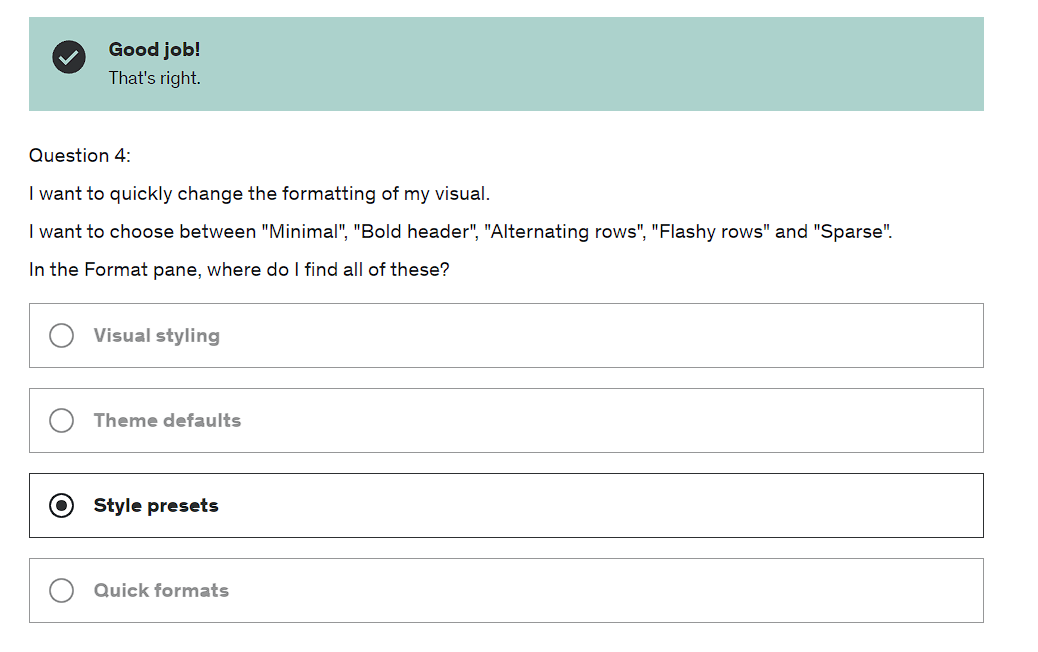 Good job!
That's right.
Question 4:
I want to quickly change the formatting of my visual.
I want to choose between "Minimal", "Bold header", "Alternating rows", "Flashy rows" and "Sparse".
In the Format pane, where do I find all of these?
Visual styling
Theme defaults
Style presets
Quick formats